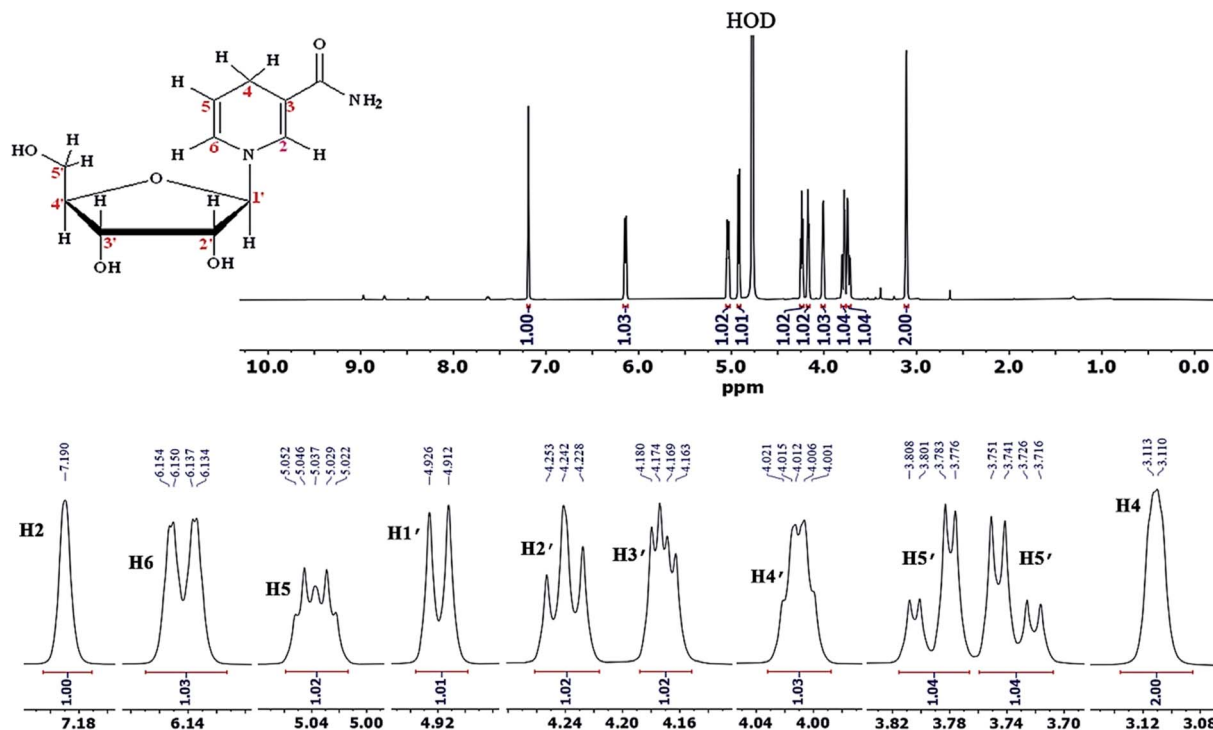 HOD
O
H H
4
H
5
3
NH₂
HO
H
H
6
2
H
N
5'
O
4'
H
H
1'
H
3'
2'
H
OH
OH
1.00
1.03
1.02
1.01
1.02
1.02
1.03
1.04
1.04
2.00
10.0 9.0 8.0 7.0 6.0 5.0 4.0 3.0 2.0 1.0 0.0
ppm
7.190
6.154
6.150
6.137
6.134
5.052
5.046
5.037
5.029
5.022
4.926
4.912
4.253
4.242
4.228
4.180
4.174
4.169
4.163
4.021
4.015
4.012
4.006
4.001
3.808
3.801
3.783
3.776
3.751
3.741
3.726
3.716
3.113
3.110
H2
H6
H5
H1′
H2′
H3′
H4′
H5′
H5′
H4
1.00
1.03
1.02
1.01
1.02
1.02
1.03
1.04
1.04
2.00
7.18 6.14 5.04 5.00 4.92 4.24 4.20 4.16 4.04 4.00 3.82 3.78 3.74 3.70 3.12 3.08